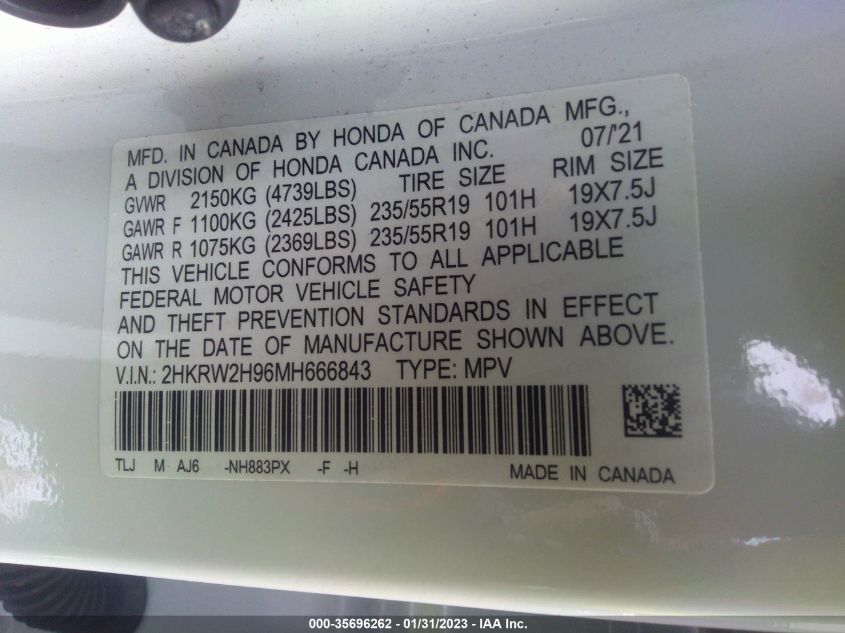 MFD. IN CANADA BY HONDA OF CANADA MFG.,
A DIVISION OF HONDA CANADA INC. 07/'21
GVWR 2150KG (4739LBS) TIRE SIZE RIM SIZE
GAWR F 1100KG (2425LBS) 235/55R19 101H 19X7.5J
GAWR R 1075KG (2369LBS) 235/55R19 101H 19X7.5J
THIS VEHICLE CONFORMS TO ALL APPLICABLE
FEDERAL MOTOR VEHICLE SAFETY
AND THEFT PREVENTION STANDARDS IN EFFECT
ON THE DATE OF MANUFACTURE SHOWN ABOVE.
V.I.N.: 2HKRW2H96MH666843 TYPE: MPV
TLJ M AJ6 -NH883PX -F -H MADE IN CANADA
000-35696262 - 01/31/2023 - IAA Inc.